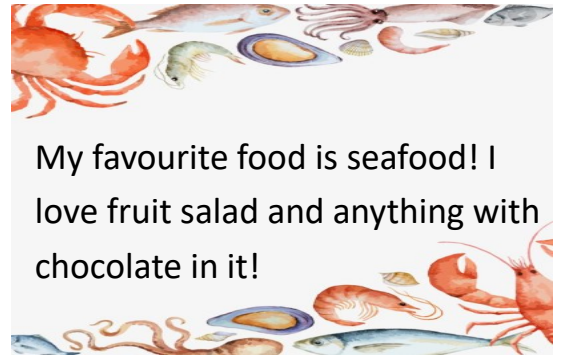 My favourite food is seafood! I
love fruit salad and anything with
chocolate in it!